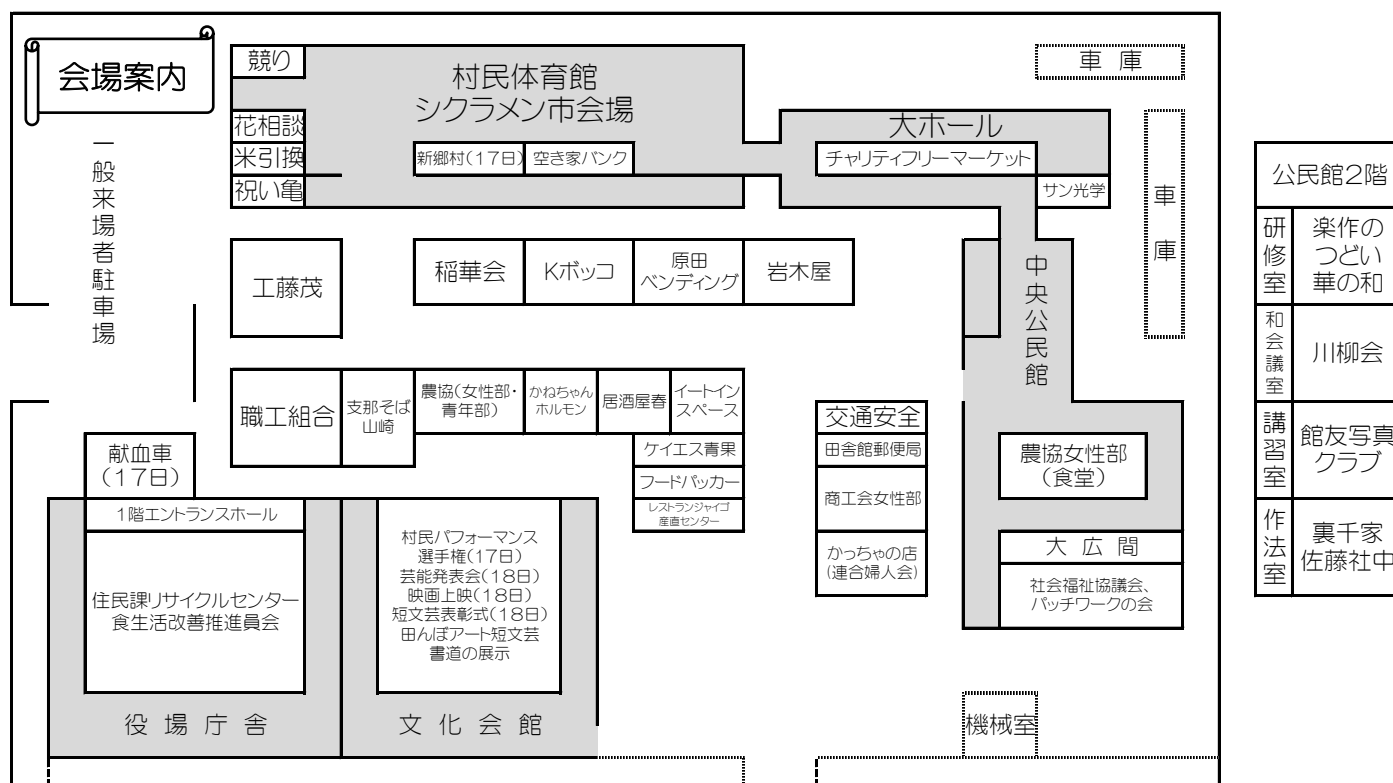 会場案内
一般来場者駐車場
競り
村民体育館
シクラメン市会場
車庫
花相談
米引換
祝い亀
新郷村(17日)
空き家バンク
大ホール
チャリティフリーマーケット
サン光学
車庫
工藤茂
稲華会
Kボッコ
原田
ベンディング
岩木屋
中央公民館
職工組合
支那そば
山崎
農協(女性部・
青年部)
かねちゃん
ホルモン
居酒屋春
イートイン
スペース
ケイエス青果
フードパッカー
レストランジャイゴ
産直センター
交通安全
田舎館郵便局
商工会女性部
かっちゃの店
(連合婦人会)
農協女性部
(食堂)
大広間
社会福祉協議会、
パッチワークの会
献血車
(17日)
1階エントランスホール
住民課リサイクルセンター
食生活改善推進員会
役場庁舎
村民パフォーマンス
選手権(17日)
芸能発表会(18日)
映画上映(18日)
短文芸表彰式(18日)
田んぼアート短文芸
書道の展示
文化会館
機械室
公民館2階
研修室
楽作の
つどい
華の和
和会議室
川柳会
講習室
館友写真
クラブ
作法室
裏千家
佐藤社中